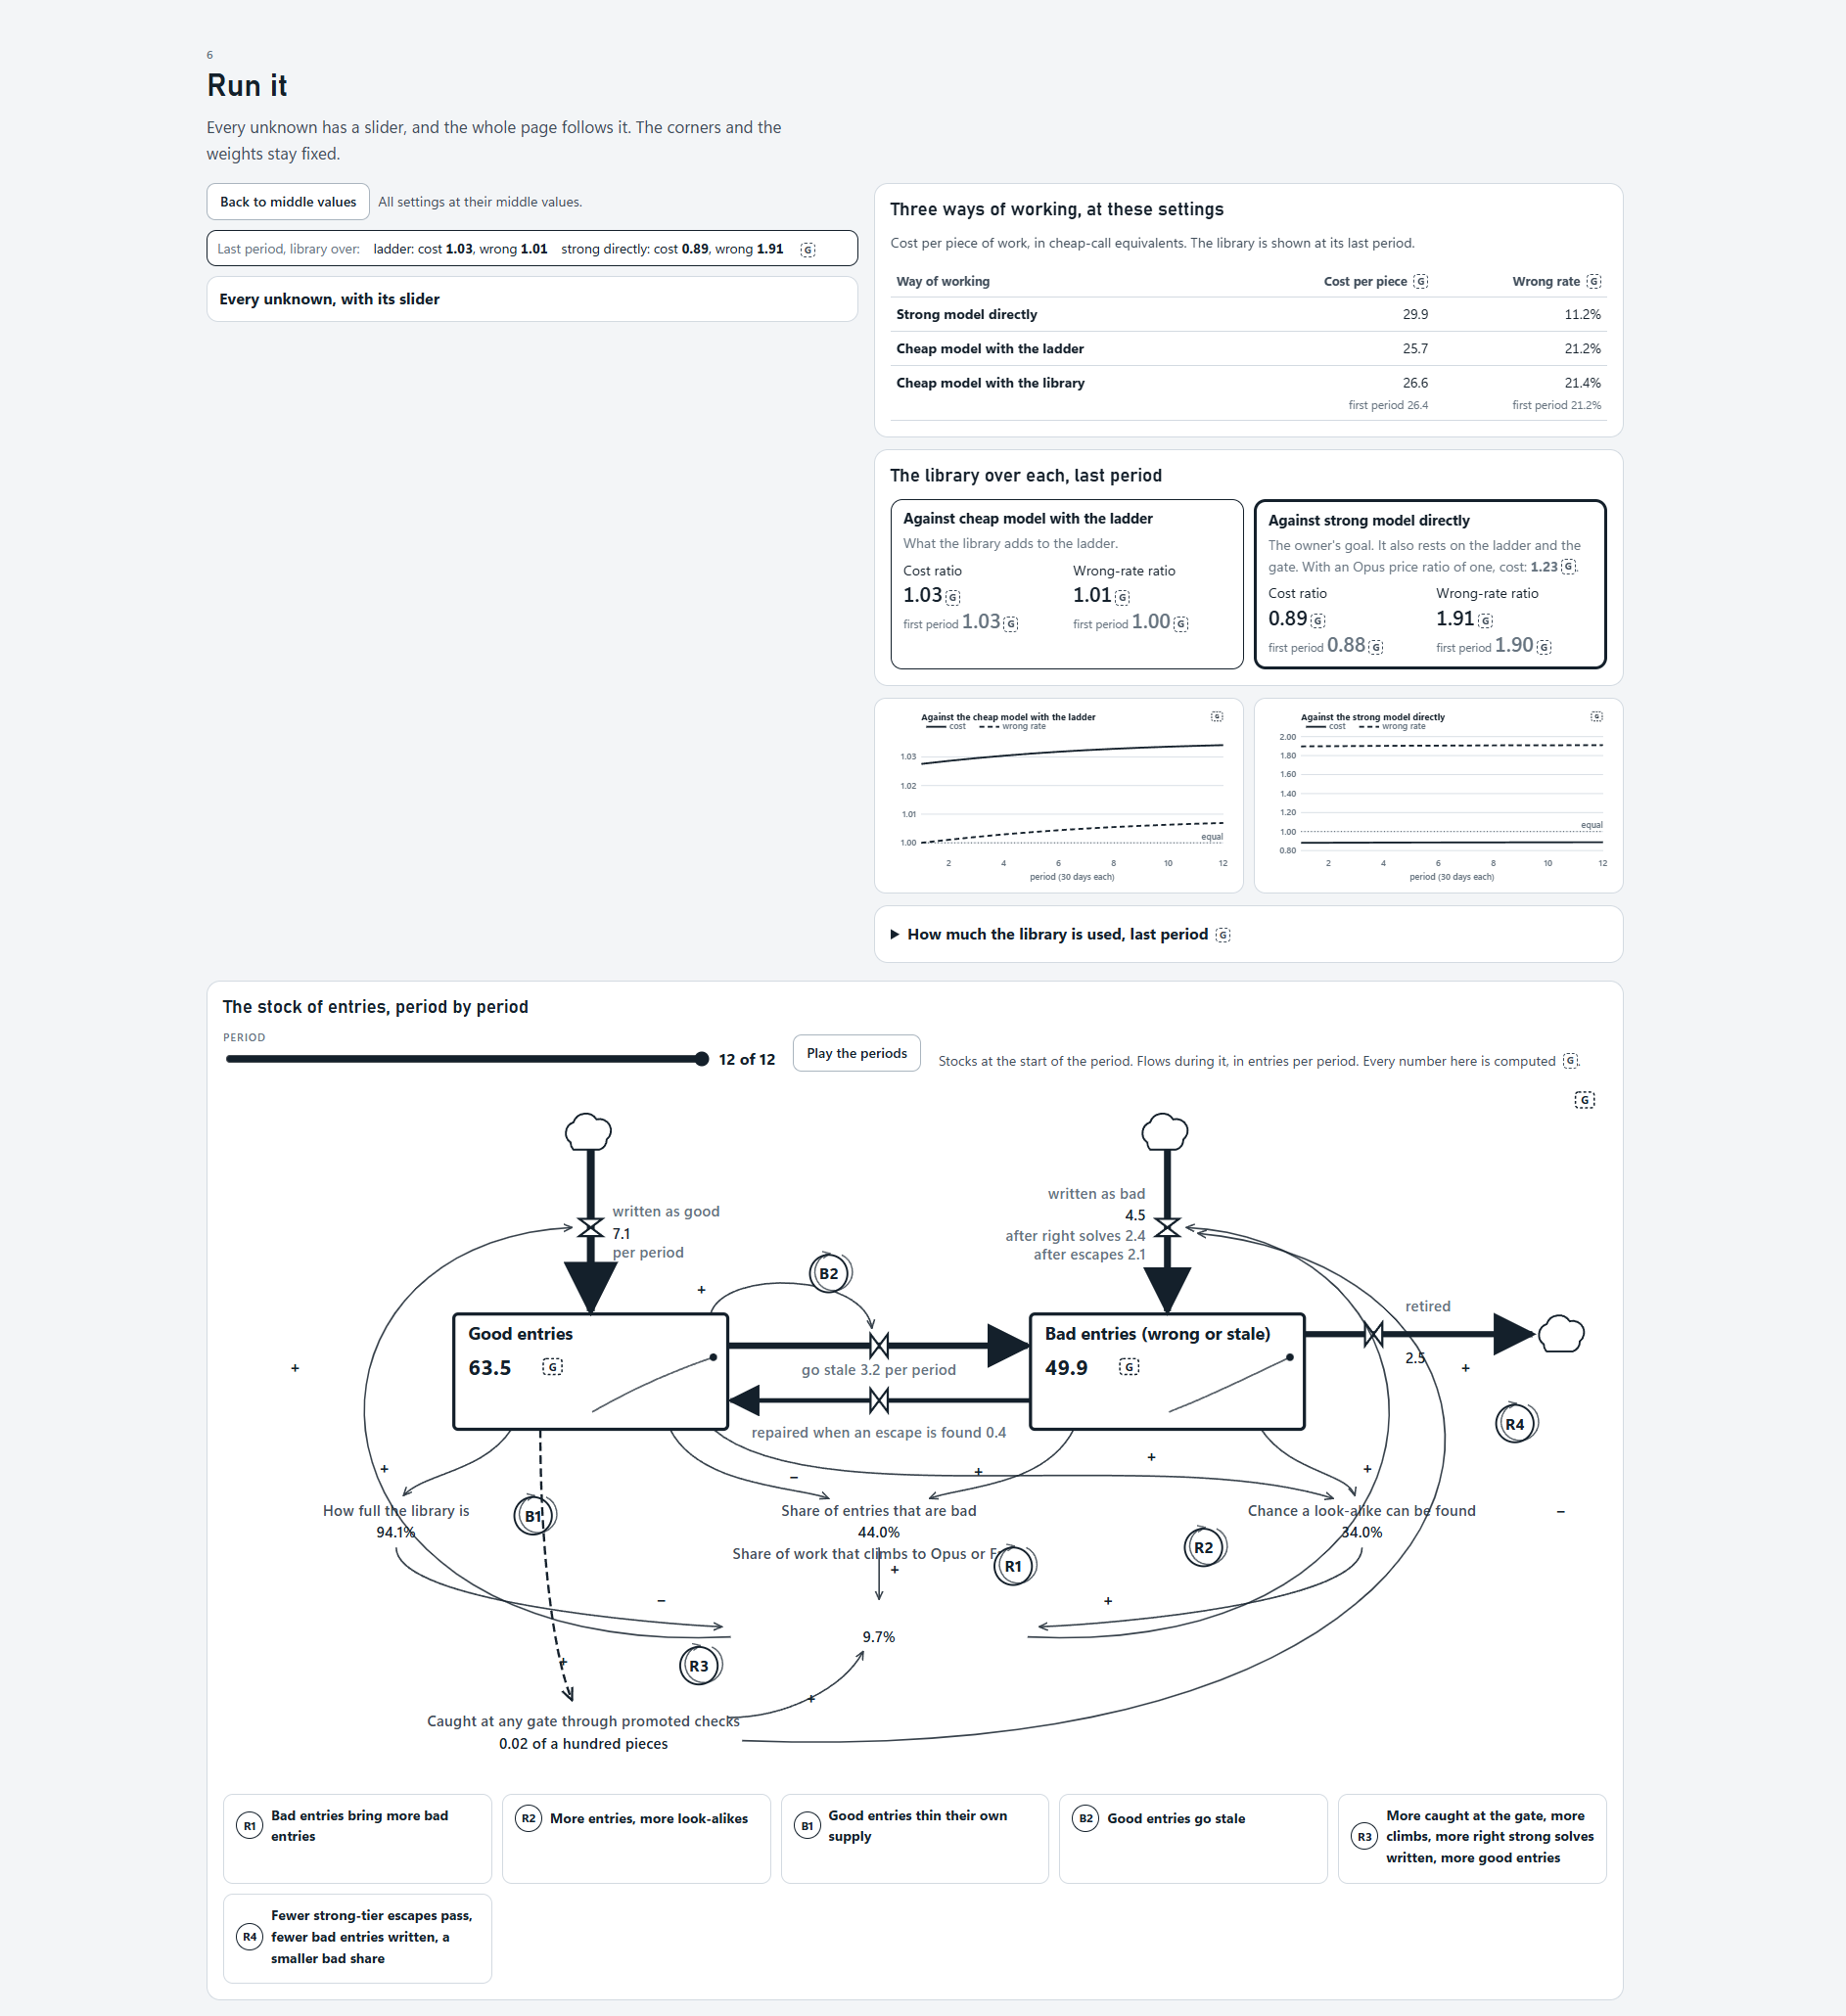 6
Run it
Every unknown has a slider, and the whole page follows it. The corners and the
weights stay fixed.
Back to middle values
All settings at their middle values.
Last period, library over: ladder: cost 1.03, wrong 1.01 strong directly: cost 0.89, wrong 1.91 G
Every unknown, with its slider
Three ways of working, at these settings
Cost per piece of work, in cheap-call equivalents. The library is shown at its last period.
Way of working Cost per piece G Wrong rate G
Strong model directly 29.9 11.2%
Cheap model with the ladder 25.7 21.2%
Cheap model with the library 26.6 21.4%
first period 26.4 first period 21.2%
The library over each, last period
Against cheap model with the ladder
What the library adds to the ladder.
Cost ratio Wrong-rate ratio
1.03 G 1.01 G
first period 1.03 G first period 1.00 G
Against strong model directly
The owner's goal. It also rests on the ladder and the
gate. With an Opus price ratio of one, cost: 1.23 G.
Cost ratio Wrong-rate ratio
0.89 G 1.91 G
first period 0.88 G first period 1.90 G
Against the cheap model with the ladder G
cost wrong rate
1.03
1.02
1.01
1.00
equal
2 4 6 8 10 12
period (30 days each)
Against the strong model directly G
cost wrong rate
2.00
1.80
1.60
1.40
1.20
1.00
0.80
equal
2 4 6 8 10 12
period (30 days each)
How much the library is used, last period G
The stock of entries, period by period
PERIOD
12 of 12
Play the periods
Stocks at the start of the period. Flows during it, in entries per period. Every number here is computed G.
G
written as good
7.1
per period
written as bad
4.5
after right solves 2.4
after escapes 2.1
B2
+
retired
2.5
+
+
Good entries
63.5 G
go stale 3.2 per period
repaired when an escape is found 0.4
Bad entries (wrong or stale)
49.9 G
R4
+
−
+
+
+
How full the library is
94.1%
B1
Share of entries that are bad
44.0%
Share of work that climbs to Opus or F
R1
+
R2
Chance a look-alike can be found
34.0%
−
−
+
9.7%
R3
+
+
Caught at any gate through promoted checks
0.02 of a hundred pieces
R1 Bad entries bring more bad
entries
R2 More entries, more look-alikes
B1 Good entries thin their own
supply
B2 Good entries go stale
R3 More caught at the gate, more
climbs, more right strong solves
written, more good entries
R4 Fewer strong-tier escapes pass,
fewer bad entries written, a
smaller bad share